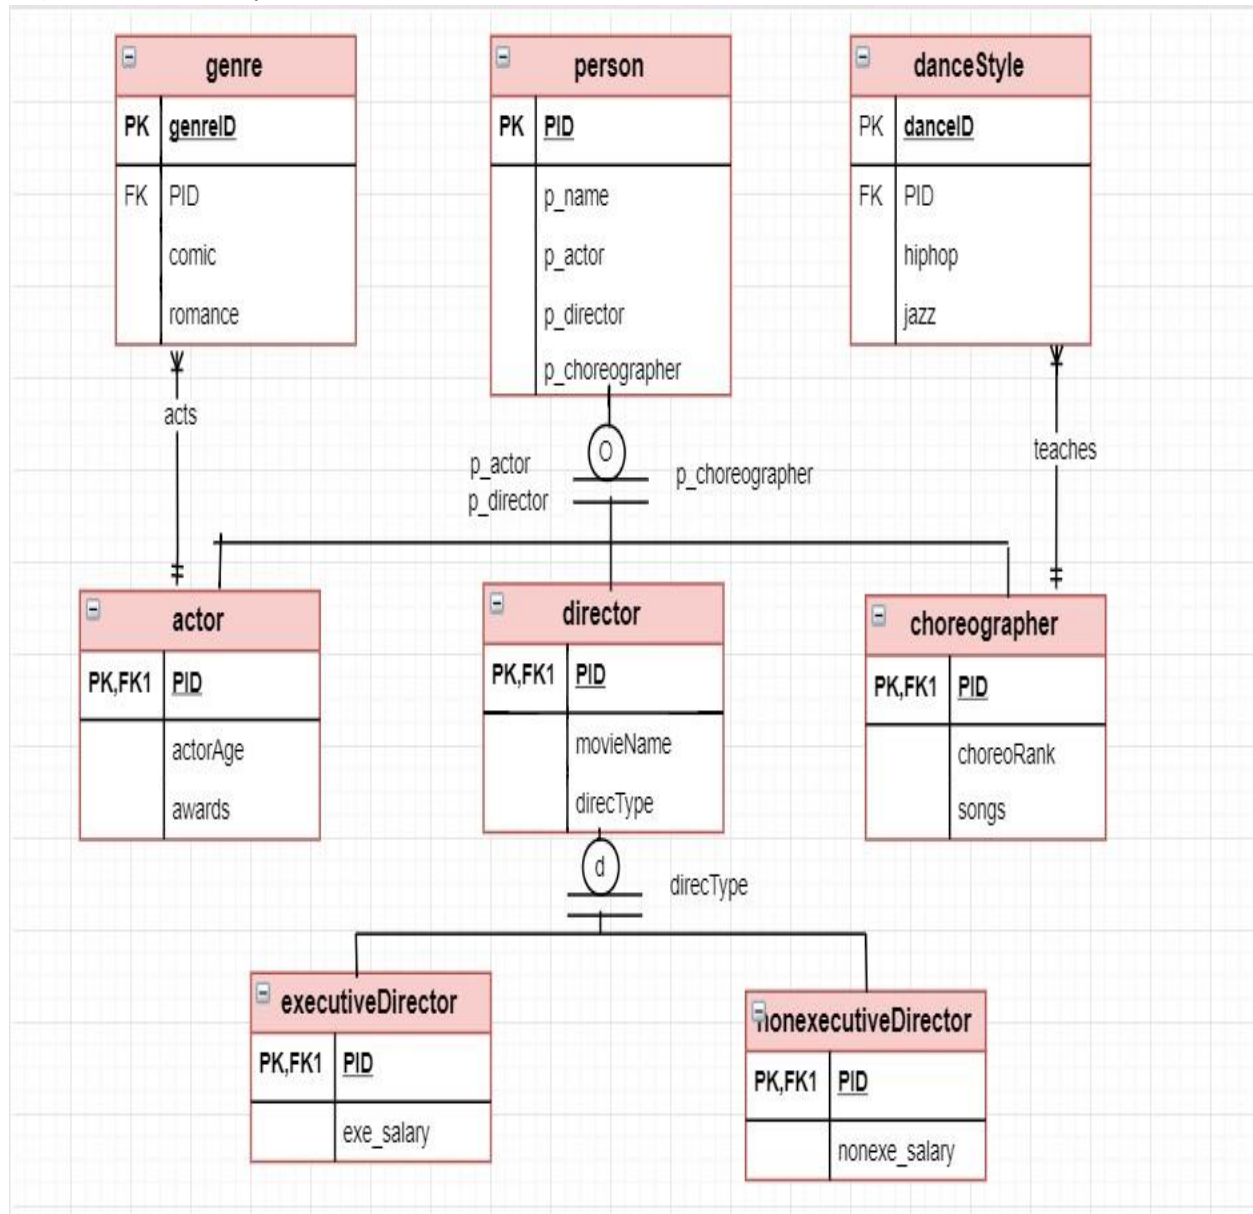 genre
PK genreID
FK PID
comic
romance
person
PK PID
p_name
p_actor
p_director
p_choreographer
danceStyle
PK danceID
FK PID
hiphop
jazz
acts
O
p_actor
p_director
p_choreographer
teaches
actor
PK,FK1 PID
actorAge
awards
director
PK,FK1 PID
movieName
direcType
choreographer
PK,FK1 PID
choreoRank
songs
d
direcType
executiveDirector
PK,FK1 PID
exe_salary
nonexecutiveDirector
PK,FK1 PID
nonexe_salary